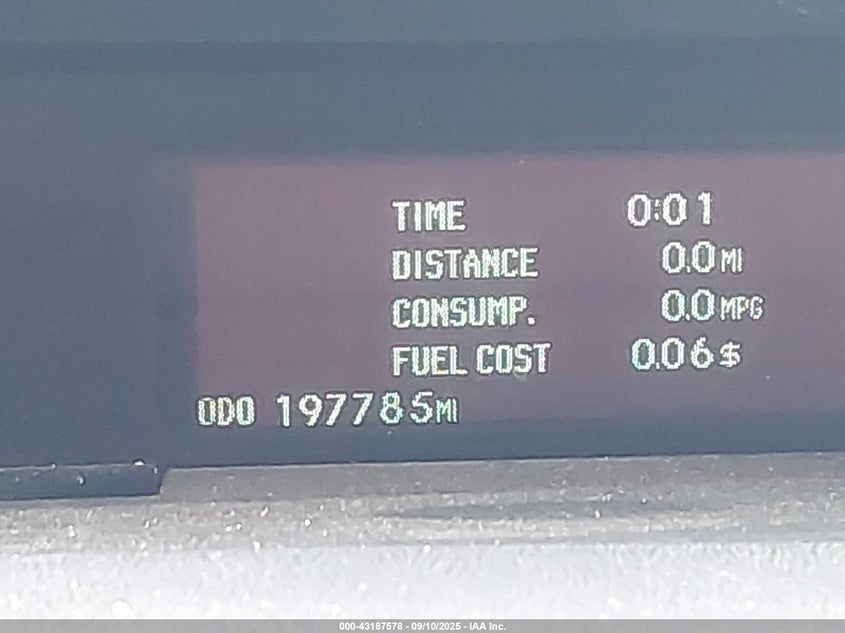 TIME 0:01
DISTANCE 0.0MI
CONSUMP. 0.0MPG
FUEL COST 0.06$
ODO 197785MI
000-43187578 - 09/10/2025 - IAA Inc.